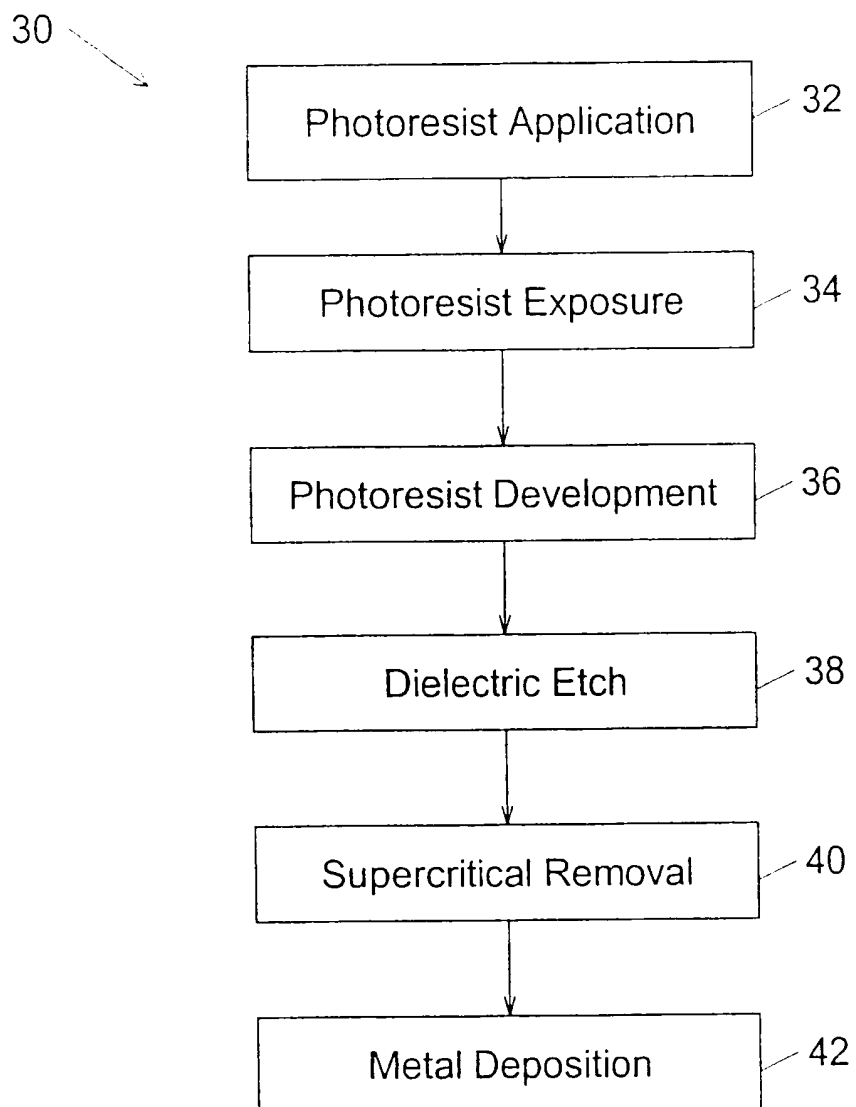 30
Photoresist Application
32
Photoresist Exposure
34
Photoresist Development
36
Dielectric Etch
38
Supercritical Removal
40
Metal Deposition
42